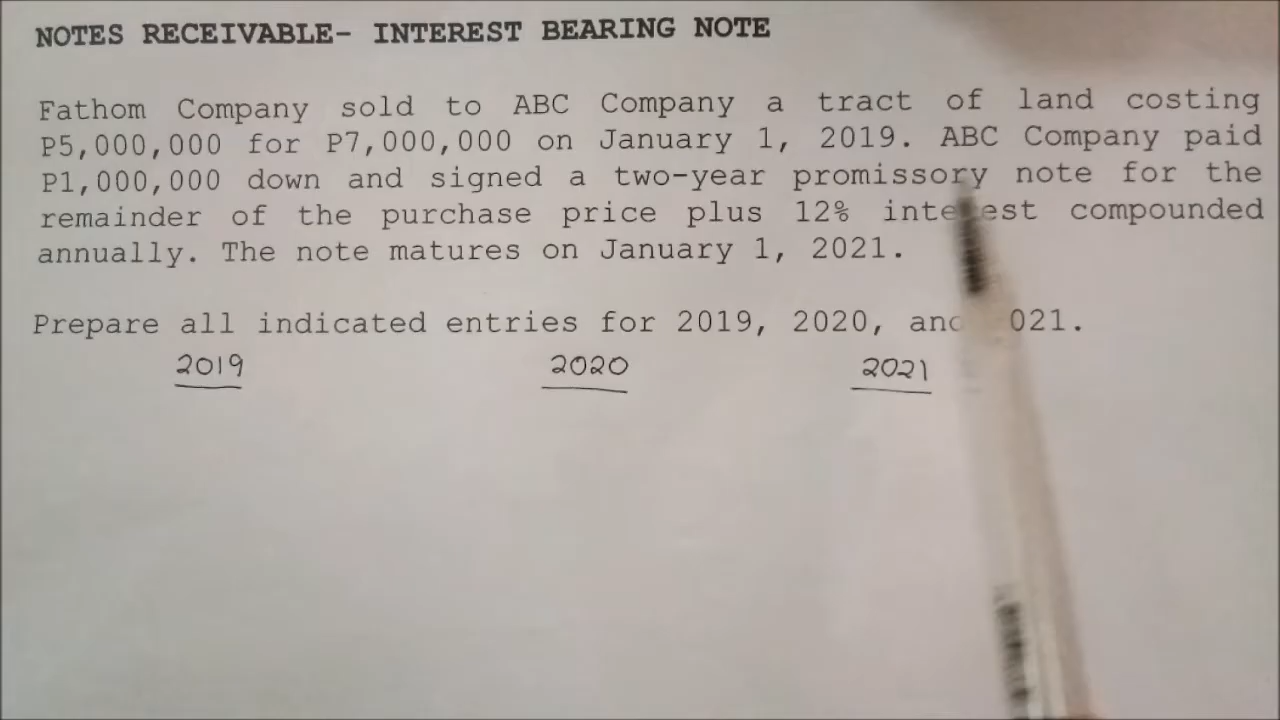 NOTES RECEIVABLE- INTEREST BEARING NOTE
Fathom Company sold to ABC Company a tract of land costing
P5,000,000 for P7,000,000 on January 1, 2019. ABC Company paid
P1,000,000 down and signed a two-year promissory note for the
remainder of the purchase price plus 12% interest compounded
annually. The note matures on January 1, 2021.
Prepare all indicated entries for 2019, 2020, and 2021.
2019 2020 2021